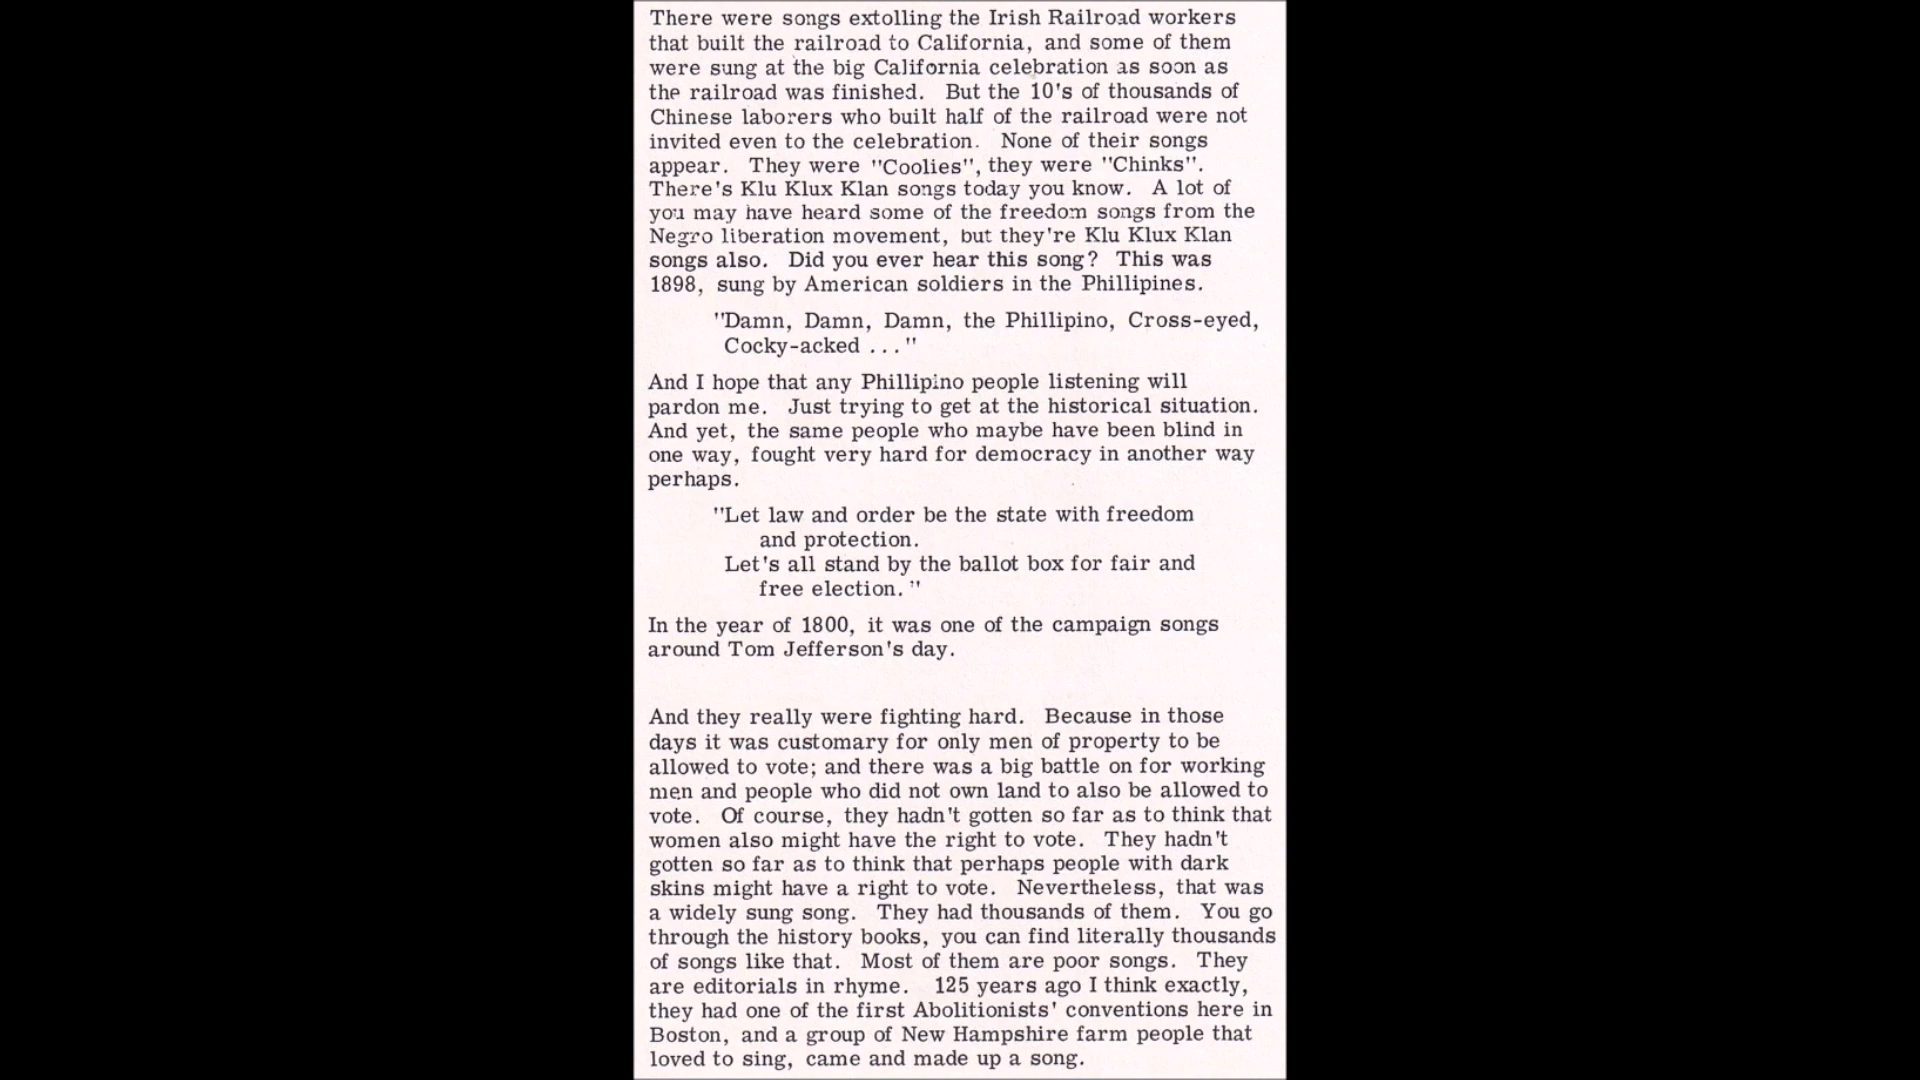 There were songs extolling the Irish Railroad workers
that built the railroad to California, and some of them
were sung at the big California celebration as soon as
the railroad was finished. But the 10's of thousands of
Chinese laborers who built half of the railroad were not
invited even to the celebration. None of their songs
appear. They were "Coolies", they were "Chinks".
There's Klu Klux Klan songs today you know. A lot of
you may have heard some of the freedom songs from the
Negro liberation movement, but they're Klu Klux Klan
songs also. Did you ever hear this song? This was
1898, sung by American soldiers in the Phillipines.
"Damn, Damn, Damn, the Phillipino, Cross-eyed,
Cocky-acked ..."
And I hope that any Phillipino people listening will
pardon me. Just trying to get at the historical situation.
And yet, the same people who maybe have been blind in
one way, fought very hard for democracy in another way
perhaps.
"Let law and order be the state with freedom
and protection.
Let's all stand by the ballot box for fair and
free election."
In the year of 1800, it was one of the campaign songs
around Tom Jefferson's day.
And they really were fighting hard. Because in those
days it was customary for only men of property to be
allowed to vote; and there was a big battle on for working
men and people who did not own land to also be allowed to
vote. Of course, they hadn't gotten so far as to think that
women also might have the right to vote. They hadn't
gotten so far as to think that perhaps people with dark
skins might have a right to vote. Nevertheless, that was
a widely sung song. They had thousands of them. You go
through the history books, you can find literally thousands
of songs like that. Most of them are poor songs. They
are editorials in rhyme. 125 years ago I think exactly,
they had one of the first Abolitionists' conventions here in
Boston, and a group of New Hampshire farm people that
loved to sing, came and made up a song.